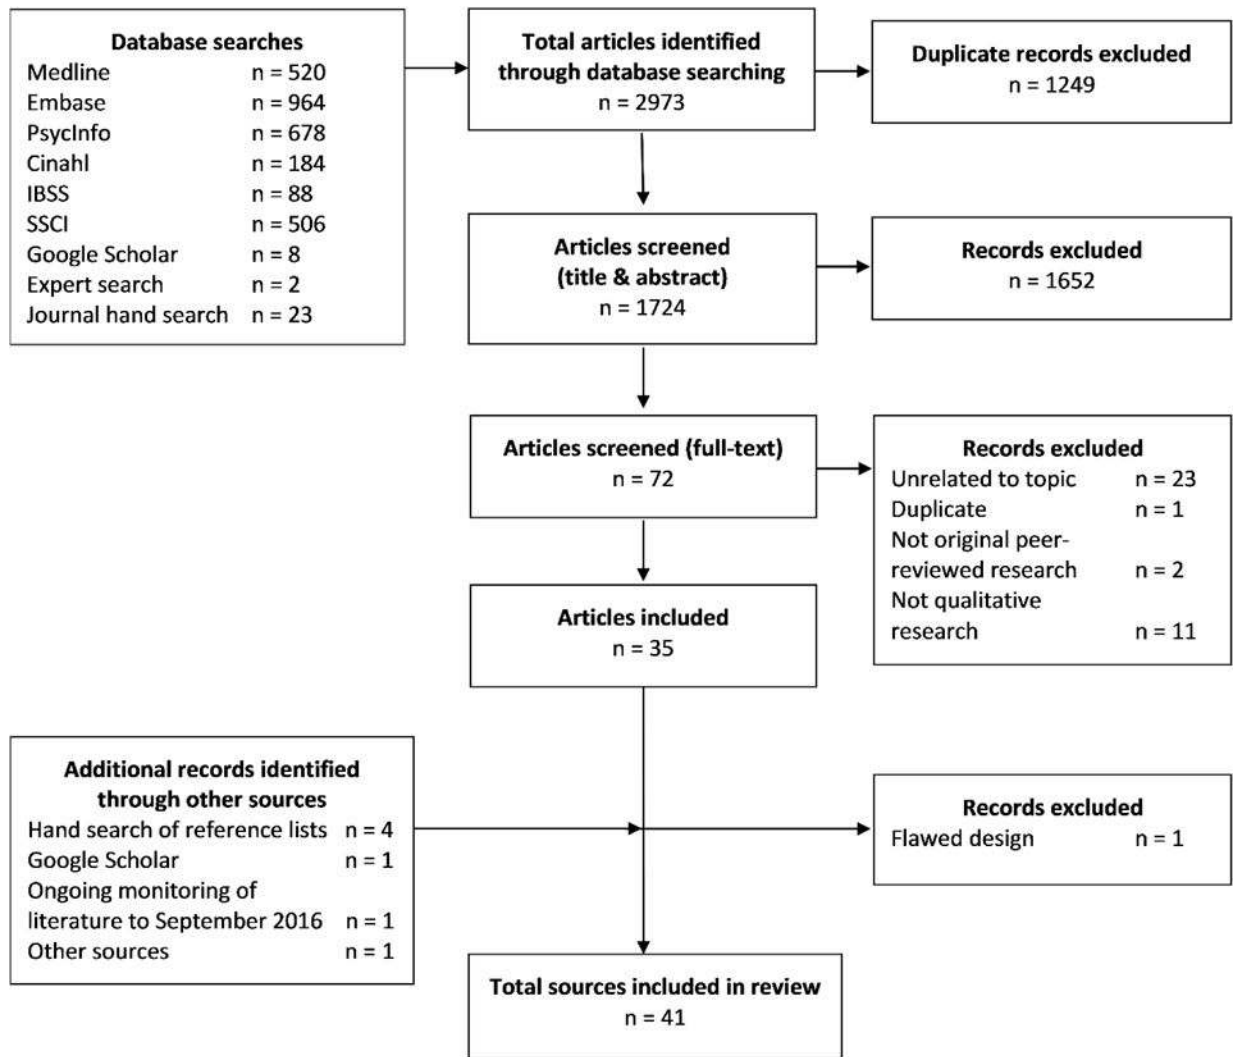 Database searches
Medline n = 520
Embase n = 964
PsycInfo n = 678
Cinahl n = 184
IBSS n = 88
SSCI n = 506
Google Scholar n = 8
Expert search n = 2
Journal hand search n = 23
Total articles identified
through database searching
n = 2973
Duplicate records excluded
n = 1249
Articles screened
(title & abstract)
n = 1724
Records excluded
n = 1652
Articles screened (full-text)
n = 72
Records excluded
Unrelated to topic n = 23
Duplicate n = 1
Not original peer-
reviewed research n = 2
Not qualitative
research n = 11
Articles included
n = 35
Additional records identified
through other sources
Hand search of reference lists n = 4
Google Scholar n = 1
Ongoing monitoring of
literature to September 2016 n = 1
Other sources n = 1
Records excluded
Flawed design n = 1
Total sources included in review
n = 41